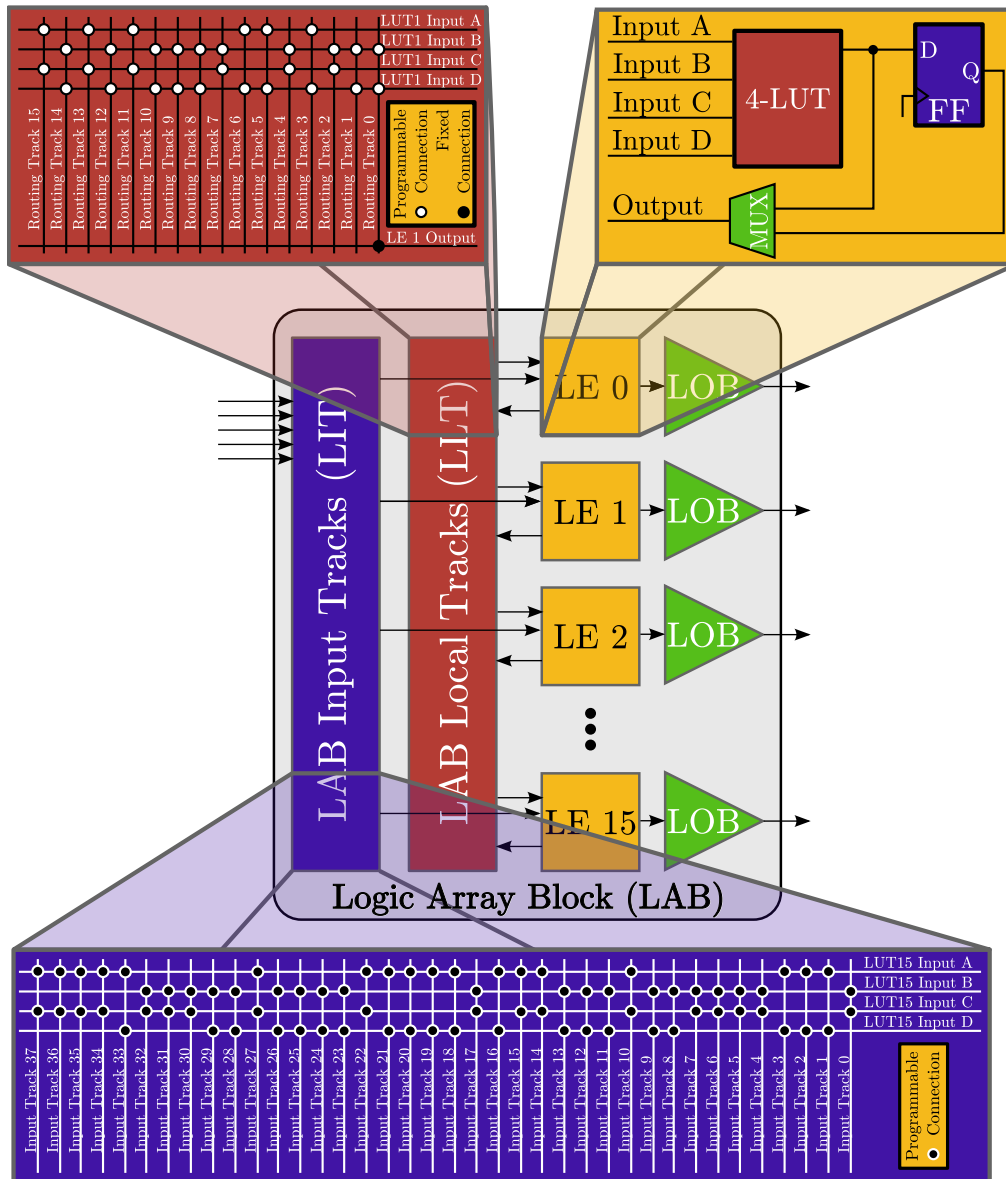 LUT1 Input A
LUT1 Input B
LUT1 Input C
LUT1 Input D
Routing Track 15
Routing Track 14
Routing Track 13
Routing Track 12
Routing Track 11
Routing Track 10
Routing Track 9
Routing Track 8
Routing Track 7
Routing Track 6
Routing Track 5
Routing Track 4
Routing Track 3
Routing Track 2
Routing Track 1
Routing Track 0
Programmable
Connection
Fixed
Connection
LE 1 Output
Input A
Input B
Input C
Input D
4-LUT
D
Q
FF
Output
MUX
LAB Input Tracks (LIT)
LAB Local Tracks (LLT)
LE 0
LOB
LE 1
LOB
LE 2
LOB
LE 15
LOB
Logic Array Block (LAB)
LUT15 Input A
LUT15 Input B
LUT15 Input C
LUT15 Input D
Input Track 37
Input Track 36
Input Track 35
Input Track 34
Input Track 33
Input Track 32
Input Track 31
Input Track 30
Input Track 29
Input Track 28
Input Track 27
Input Track 26
Input Track 25
Input Track 24
Input Track 23
Input Track 22
Input Track 21
Input Track 20
Input Track 19
Input Track 18
Input Track 17
Input Track 16
Input Track 15
Input Track 14
Input Track 13
Input Track 12
Input Track 11
Input Track 10
Input Track 9
Input Track 8
Input Track 7
Input Track 6
Input Track 5
Input Track 4
Input Track 3
Input Track 2
Input Track 1
Input Track 0
Programmable
Connection